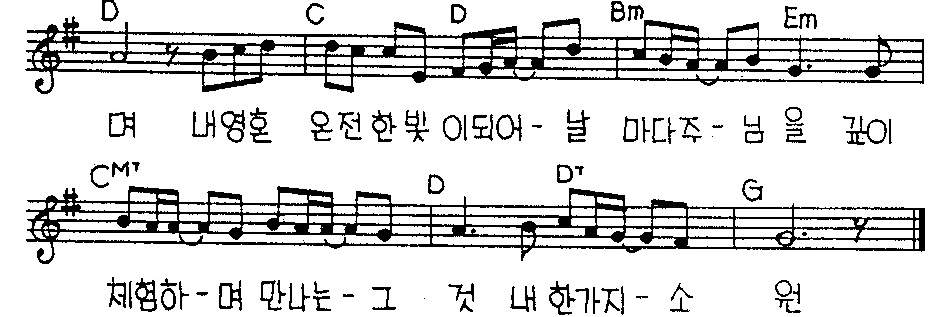 D C D Bm Em
며 내영혼 온전한빛 이되어- 날 마다주- 님 을 깊이
CM7 D D7 G
체험하-며 만나는-그 것 내 한가지- 소 원